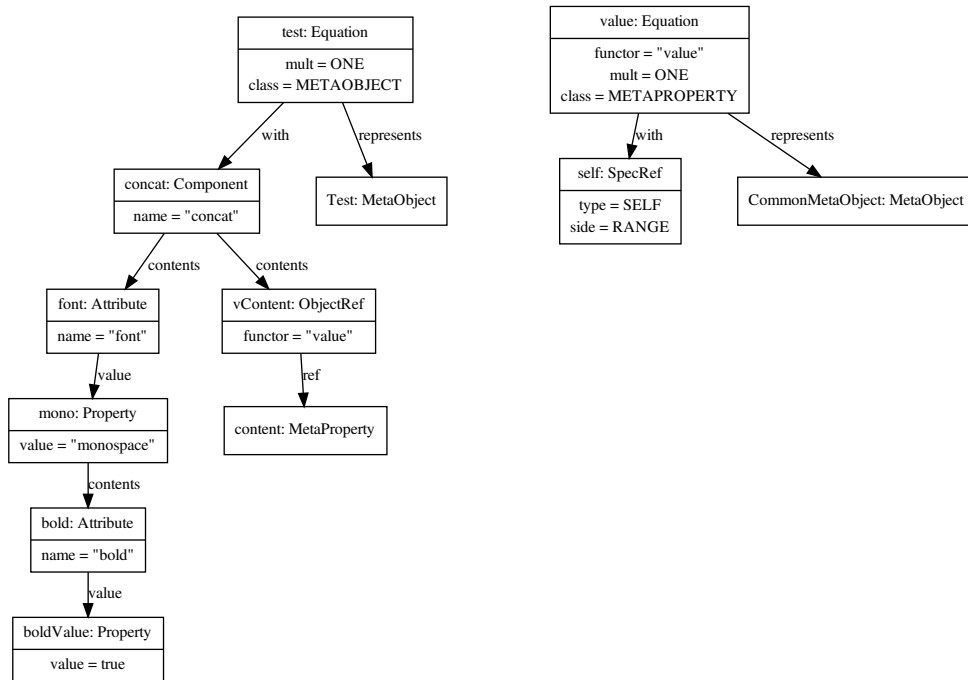 test: Equation
mult = ONE
class = METAOBJECT
value: Equation
functor = "value"
mult = ONE
class = METAPROPERTY
with
represents
with
represents
concat: Component
name = "concat"
Test: MetaObject
self: SpecRef
type = SELF
side = RANGE
CommonMetaObject: MetaObject
contents
contents
font: Attribute
name = "font"
vContent: ObjectRef
functor = "value"
value
ref
mono: Property
value = "monospace"
content: MetaProperty
contents
bold: Attribute
name = "bold"
value
boldValue: Property
value = true